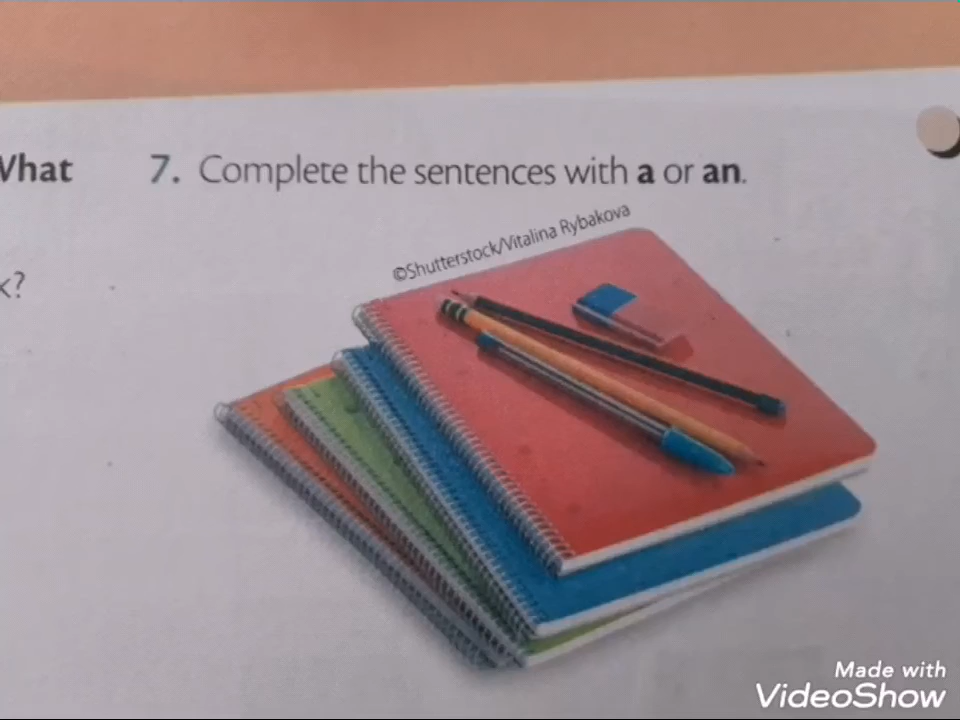 What
7. Complete the sentences with a or an.
©Shutterstock/Vitalina Rybakova
k?
Made with
VideoShow